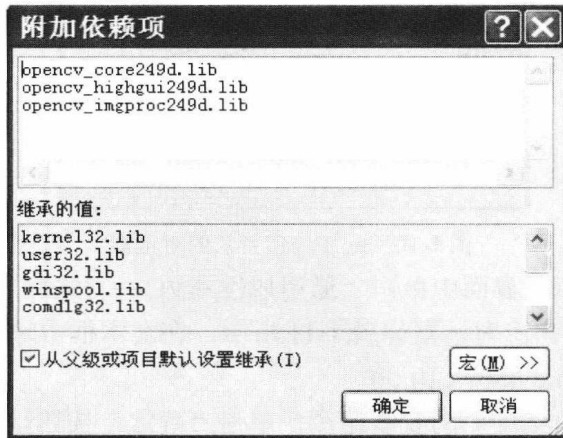 附加依赖项
opencv_core249d.lib
opencv_highgui249d.lib
opencv_imgproc249d.lib
继承的值:
kernel32.lib
user32.lib
gdi32.lib
winspool.lib
comdlg32.lib
从父级或项目默认设置继承(I)
宏(M) >>
确定
取消